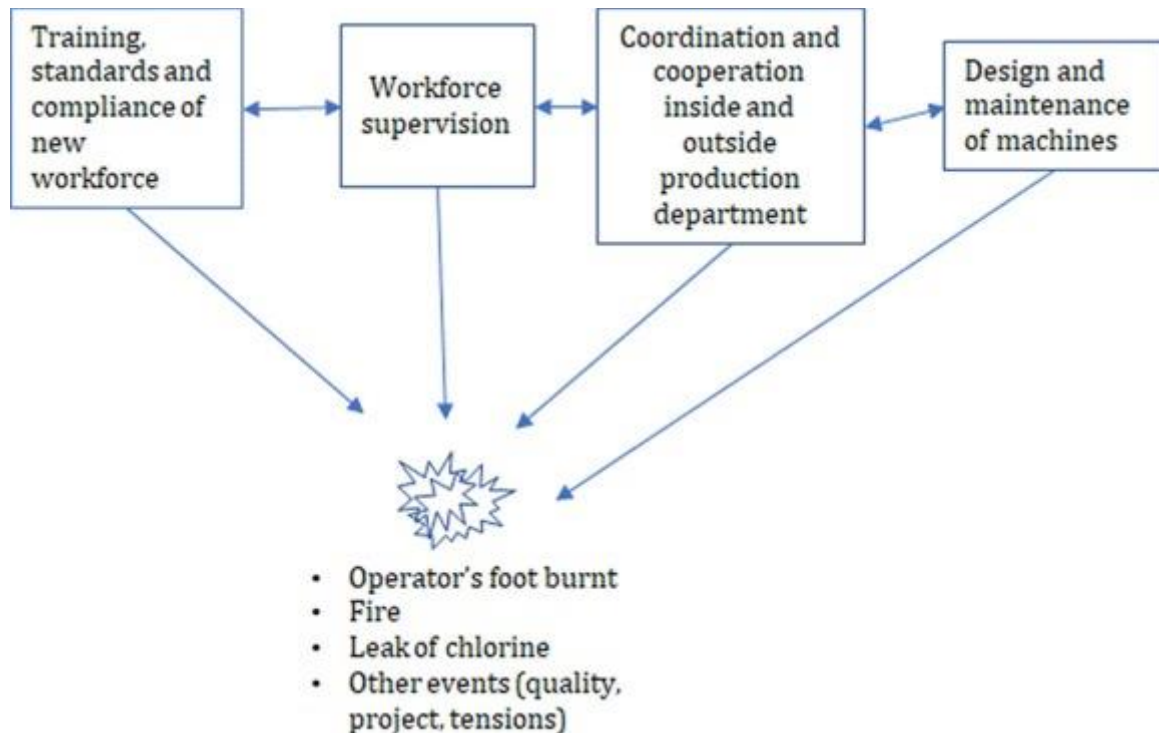 Training,
standards and
compliance of
new
workforce
Workforce
supervision
Coordination and
cooperation
inside and
outside
production
department
Design and
maintenance
of machines
• Operator's foot burnt
• Fire
• Leak of chlorine
• Other events (quality,
project, tensions)